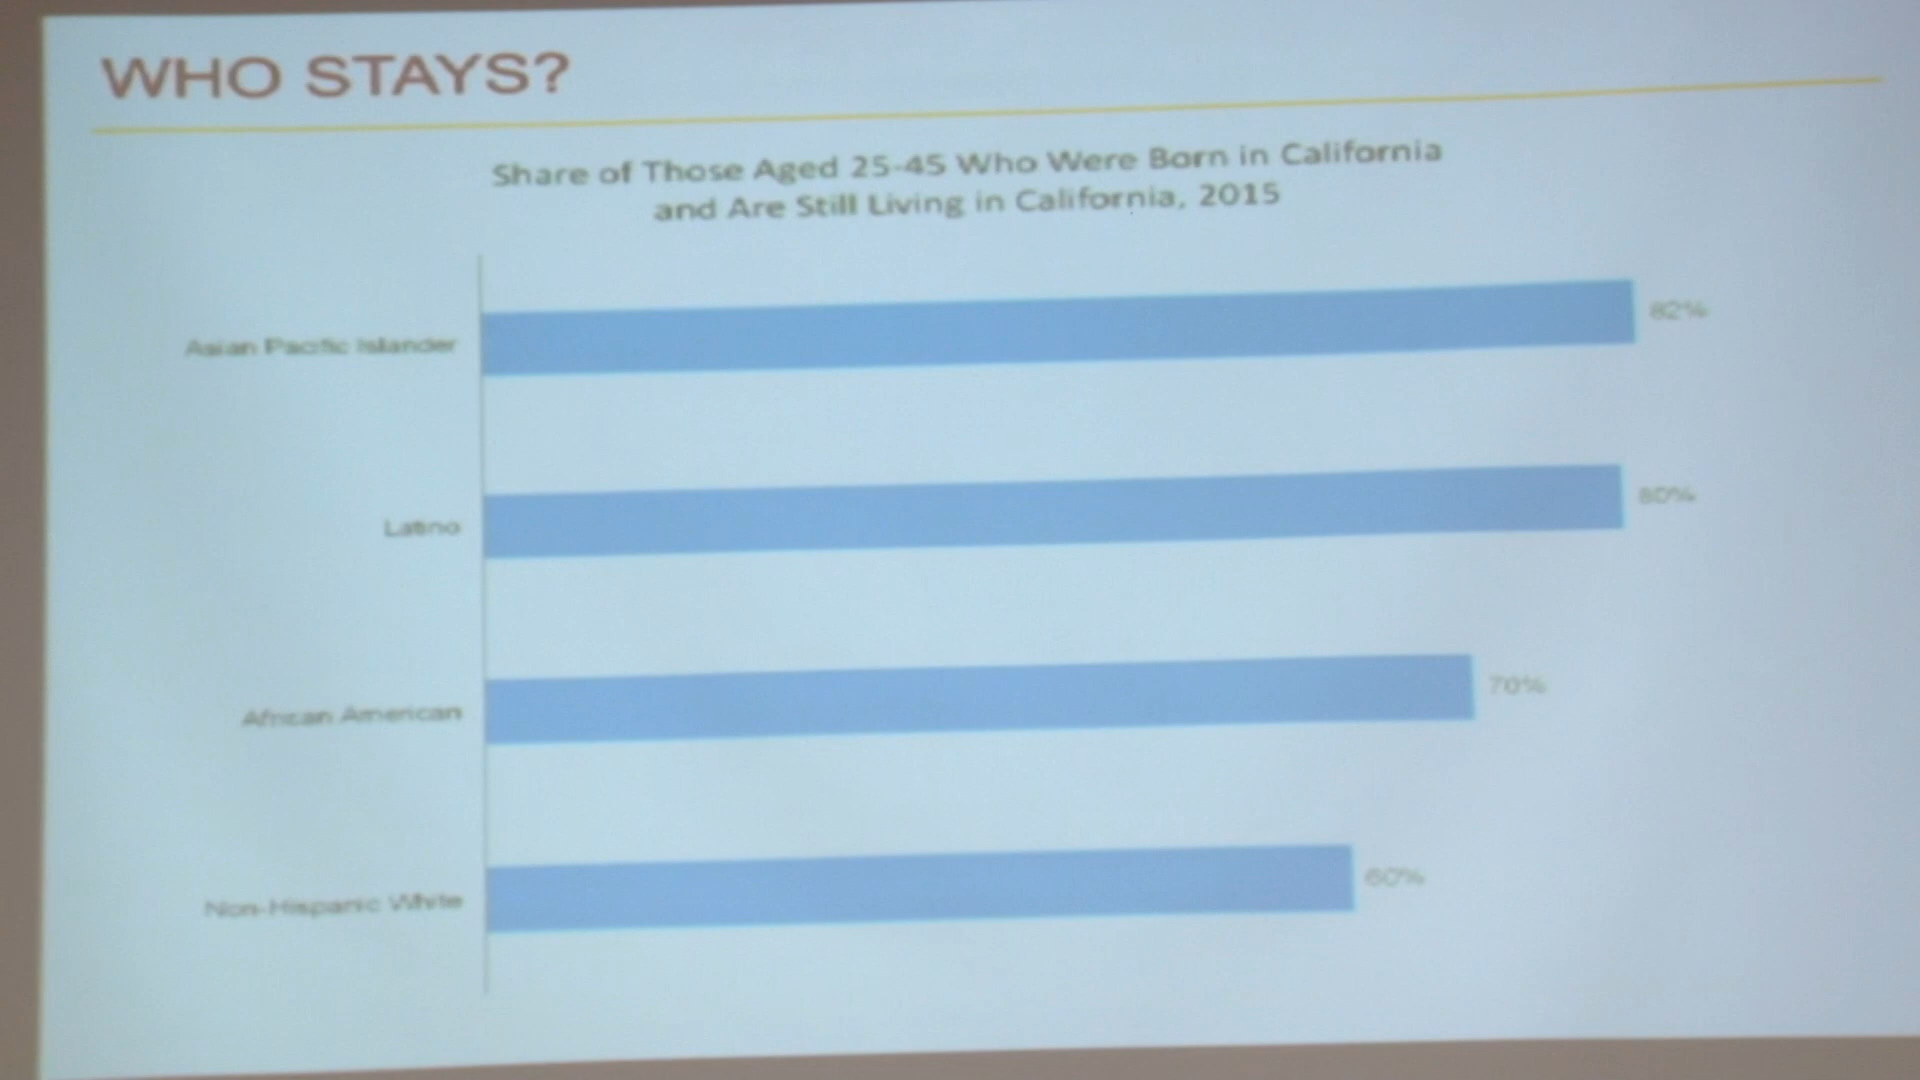 WHO STAYS?
Share of Those Aged 25-45 Who Were Born in California
and Are Still Living in California, 2015
Asian Pacific Islander
82%
Latino
80%
African American
70%
Non-Hispanic White
60%